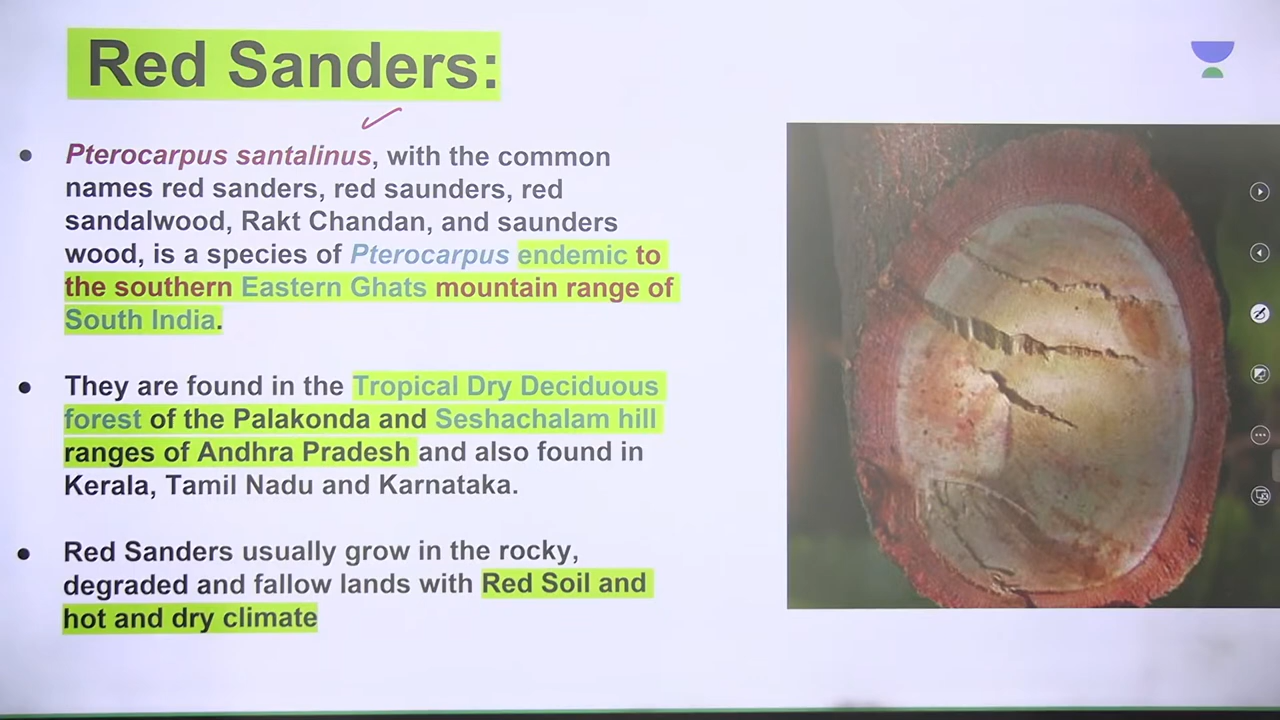 Red Sanders:
Pterocarpus santalinus, with the common
names red sanders, red saunders, red
sandalwood, Rakt Chandan, and saunders
wood, is a species of Pterocarpus endemic to
the southern Eastern Ghats mountain range of
South India.
They are found in the Tropical Dry Deciduous
forest of the Palakonda and Seshachalam hill
ranges of Andhra Pradesh and also found in
Kerala, Tamil Nadu and Karnataka.
Red Sanders usually grow in the rocky,
degraded and fallow lands with Red Soil and
hot and dry climate